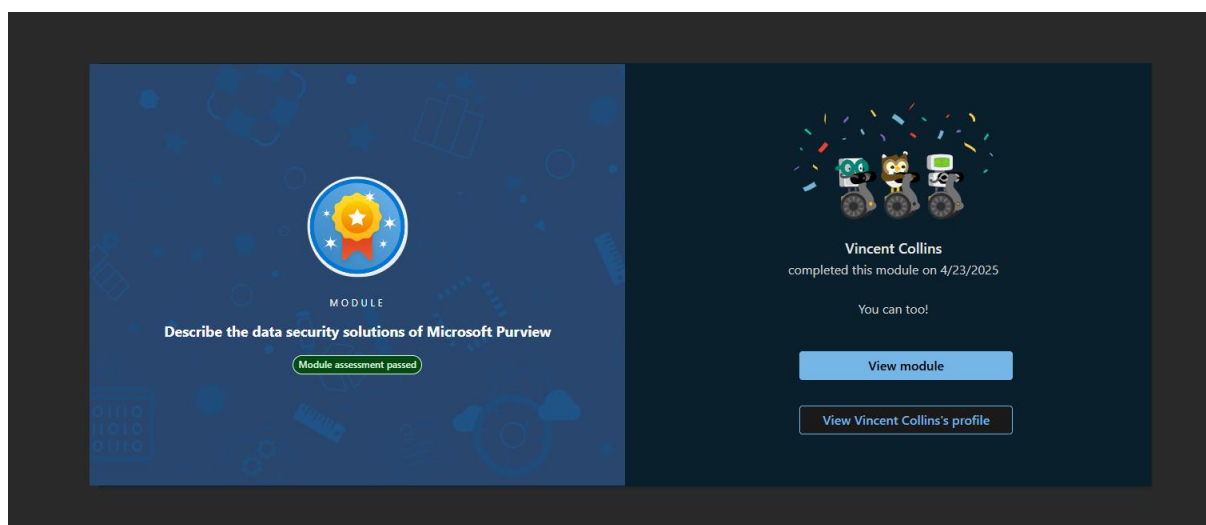 MODULE
Describe the data security solutions of Microsoft Purview
Module assessment passed
Vincent Collins
completed this module on 4/23/2025
You can too!
View module
View Vincent Collins's profile